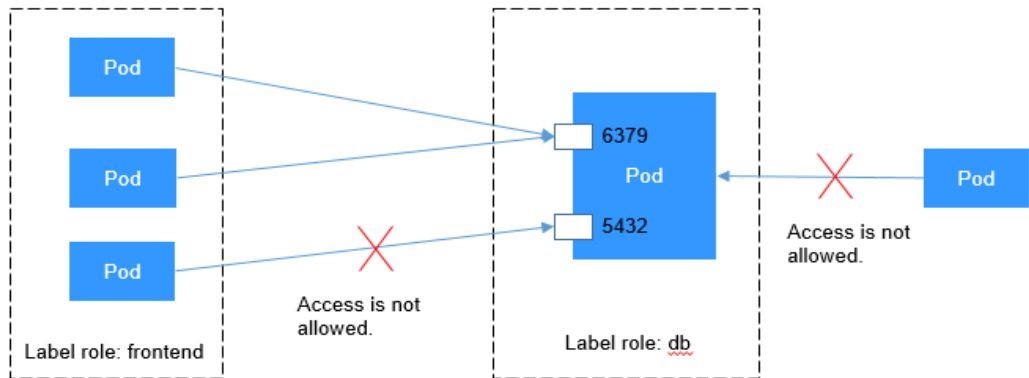 Pod
Pod
Pod
Label role: frontend
Access is not
allowed.
6379
Pod
5432
Label role: db
Pod
Access is not
allowed.